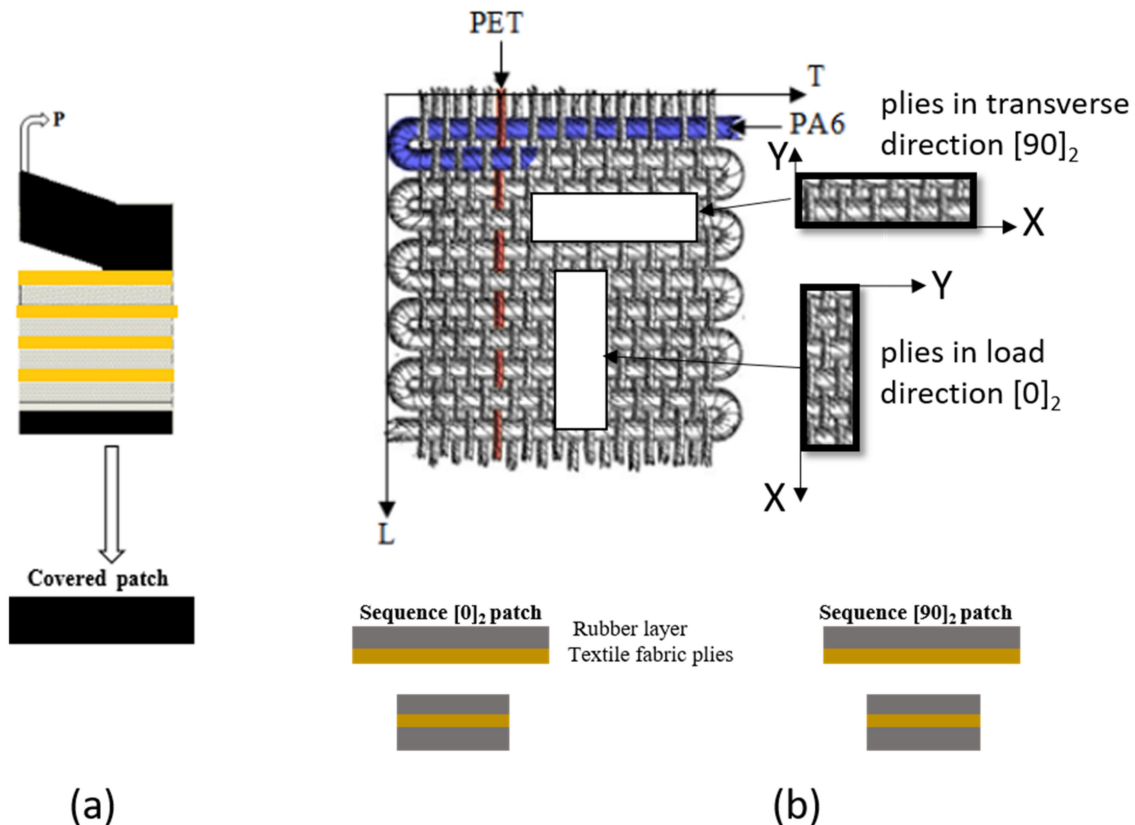 PET
T
P
PA6
plies in transverse
direction [90]₂
Y
X
Y
plies in load
direction [0]₂
X
L
Covered patch
Sequence [0]₂ patch
Rubber layer
Textile fabric plies
Sequence [90]₂ patch
(a)
(b)